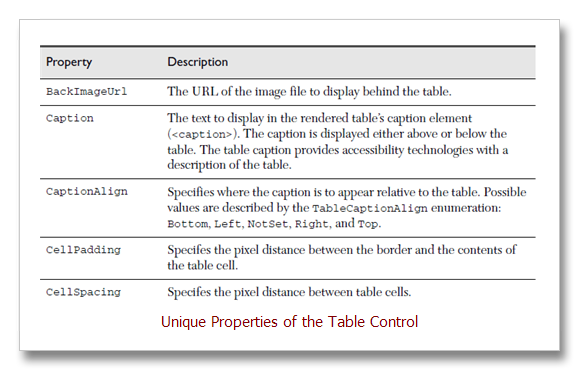 Property Description
BackImageUrl The URL of the image file to display behind the table.
Caption The text to display in the rendered table's caption element
(<caption>). The caption is displayed either above or below the
table. The table caption provides accessibility technologies with a
description of the table.
CaptionAlign Specifies where the caption is to appear relative to the table. Possible
values are described by the TableCaptionAlign enumeration:
Bottom, Left, NotSet, Right, and Top.
CellPadding Specifes the pixel distance between the border and the contents of
the table cell.
CellSpacing Specifes the pixel distance between table cells.
Unique Properties of the Table Control